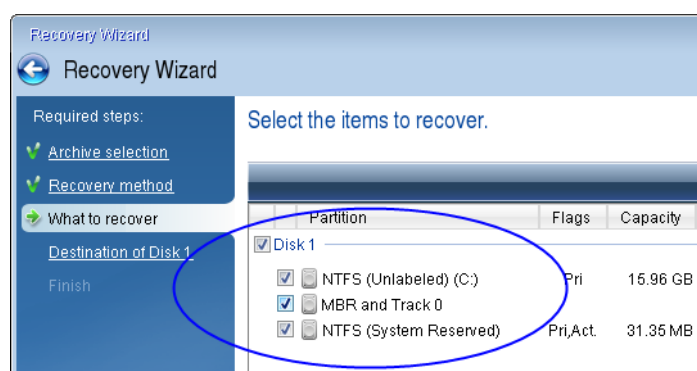 Recovery Wizard
Recovery Wizard
Required steps:
Archive selection
Recovery method
What to recover
Destination of Disk 1
Finish
Select the items to recover.
Partition Flags Capacity
Disk 1
NTFS (Unlabeled) (C:) Pri 15.96 GB
MBR and Track 0
NTFS (System Reserved) Pri,Act. 31.35 MB